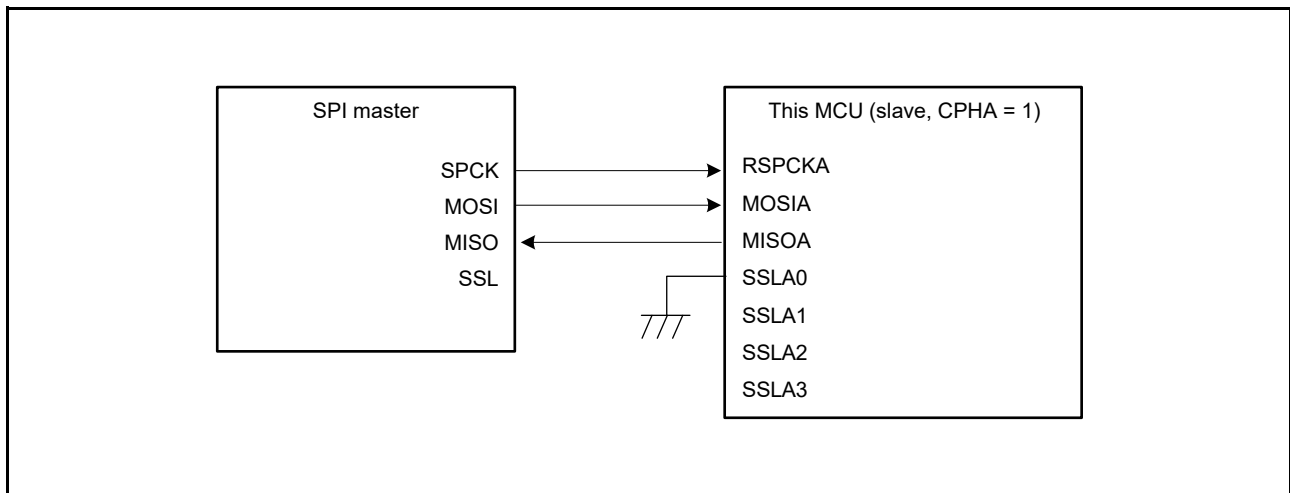 SPI master
SPCK
MOSI
MISO
SSL
This MCU (slave, CPHA = 1)
RSPCKA
MOSIA
MISOA
SSLA0
SSLA1
SSLA2
SSLA3